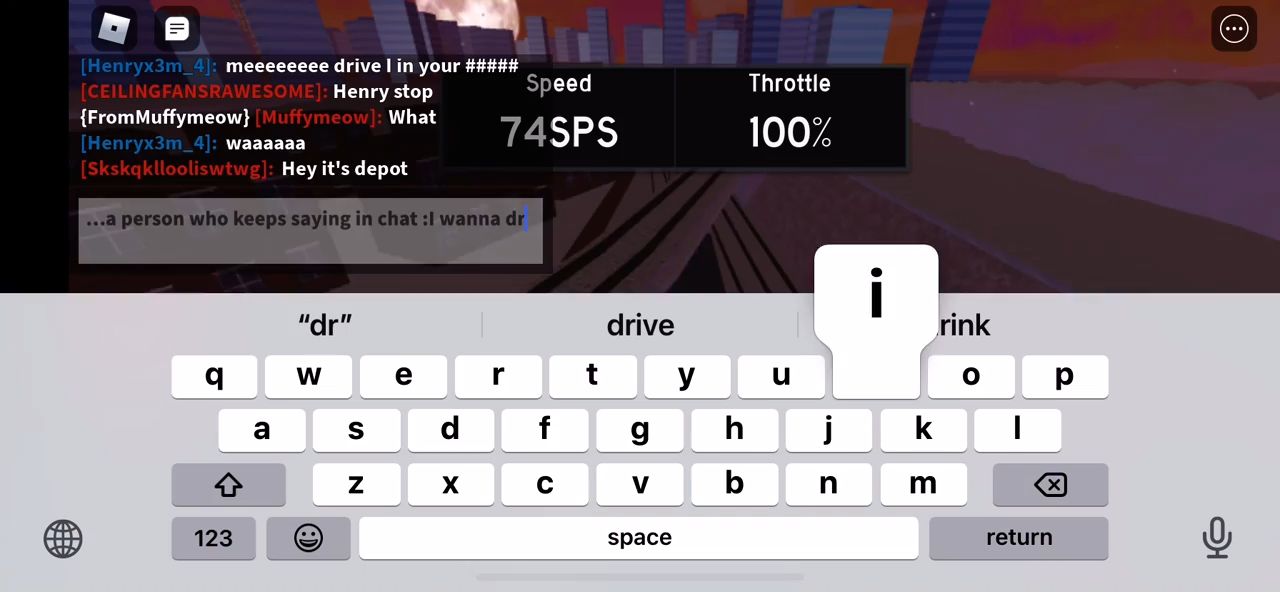 [Henryx3m_4]: meeeeeeee drive I in your #####
[CEILINGFANSRAWESOME]: Henry stop
{FromMuffymeow} [Muffymeow]: What
[Henryx3m_4]: waaaaaa
[Skskqkllooliswtwg]: Hey it's depot
Speed Throttle
74SPS 100%
...a person who keeps saying in chat :I wanna dr
i
“dr” drive rink
q w e r t y u o p
a s d f g h j k l
z x c v b n m
123 space return